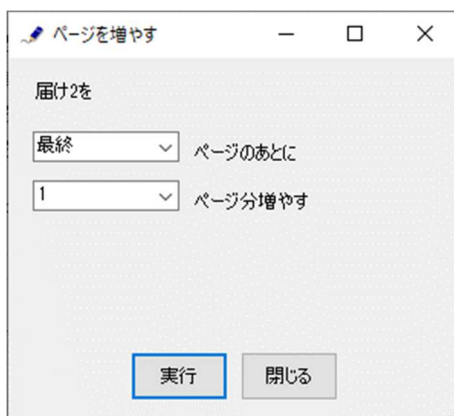 ページを増やす
届け2を
最終 ページのあとに
1 ページ分増やす
実行 閉じる